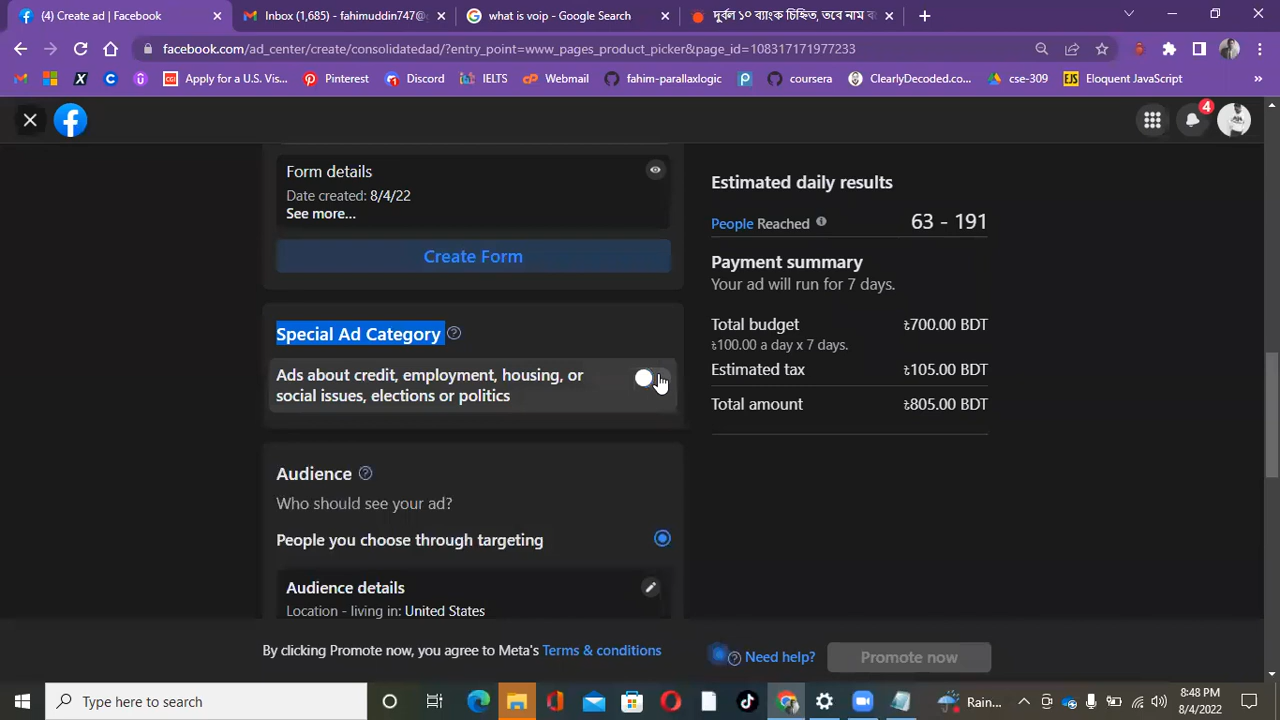 (4) Create ad | Facebook
Inbox (1,685) - fahimuddin747@g
what is voip - Google Search
দুর্বল ১০ ব্যাংক চিহ্নিত, তবে নাম ব
facebook.com/ad_center/create/consolidatedad/?entry_point=www_pages_product_picker&page_id=108317171977233
Apply for a U.S. Vis...
Pinterest
Discord
IELTS
Webmail
fahim-parallaxlogic
coursera
ClearlyDecoded.co...
cse-309
Eloquent JavaScript
4
Form details
Date created: 8/4/22
See more...
Create Form
Special Ad Category
Ads about credit, employment, housing, or
social issues, elections or politics
Audience
Who should see your ad?
People you choose through targeting
Audience details
Location - living in: United States
Estimated daily results
People Reached
63 - 191
Payment summary
Your ad will run for 7 days.
Total budget
৳700.00 BDT
৳100.00 a day x 7 days.
Estimated tax
৳105.00 BDT
Total amount
৳805.00 BDT
By clicking Promote now, you agree to Meta's Terms & conditions
Need help?
Promote now
Type here to search
Rain...
8:48 PM
8/4/2022